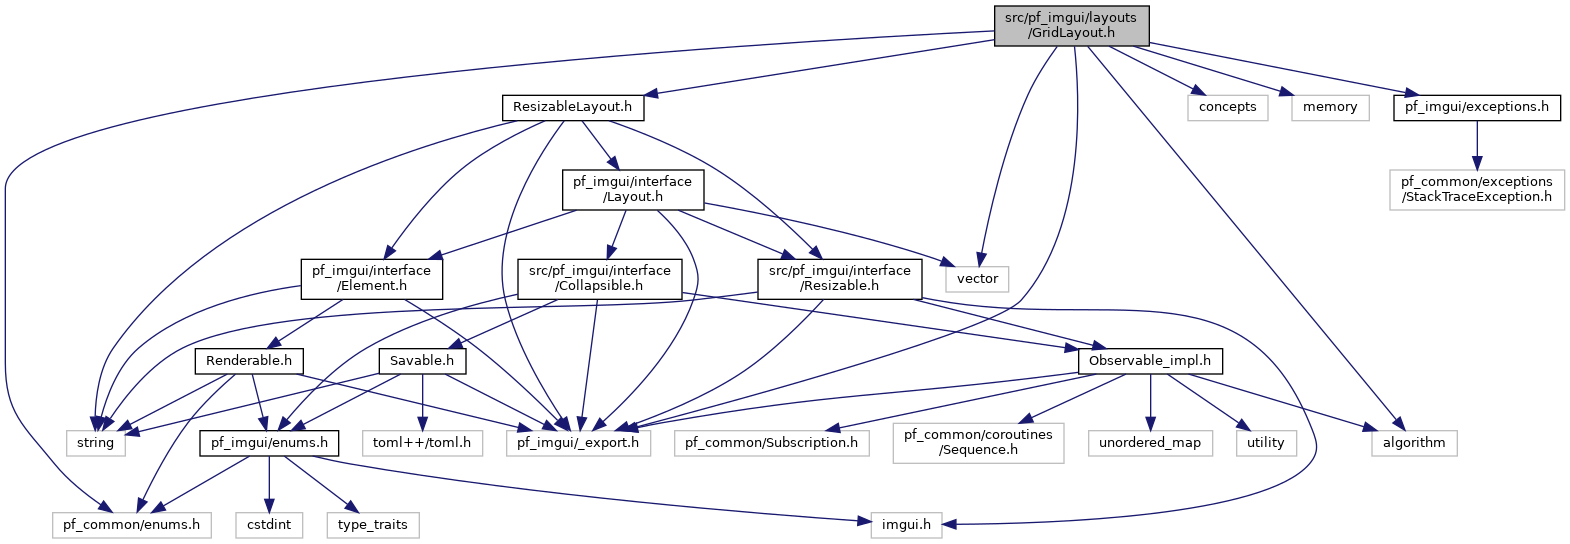 src/pf_imgui/layouts
/GridLayout.h
ResizableLayout.h
concepts
memory
pf_imgui/exceptions.h
pf_imgui/interface
/Layout.h
pf_common/exceptions
/StackTraceException.h
pf_imgui/interface
/Element.h
src/pf_imgui/interface
/Collapsible.h
src/pf_imgui/interface
/Resizable.h
vector
Renderable.h
Savable.h
Observable_impl.h
string
pf_imgui/enums.h
toml++/toml.h
pf_imgui/_export.h
pf_common/Subscription.h
pf_common/coroutines
/Sequence.h
unordered_map
utility
algorithm
pf_common/enums.h
cstdint
type_traits
imgui.h